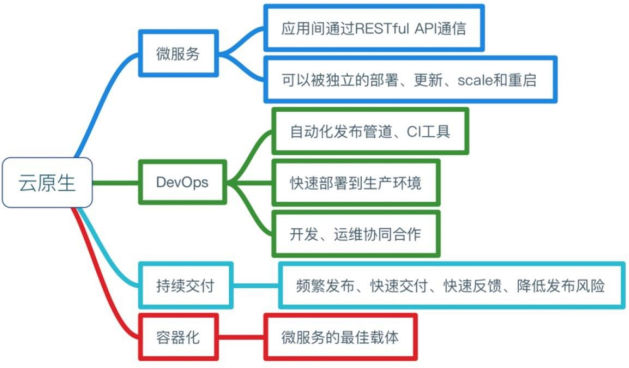 云原生
微服务
应用间通过RESTful API通信
可以被独立的部署、更新、scale和重启
DevOps
自动化发布管道、CI工具
快速部署到生产环境
开发、运维协同合作
持续交付
频繁发布、快速交付、快速反馈、降低发布风险
容器化
微服务的最佳载体